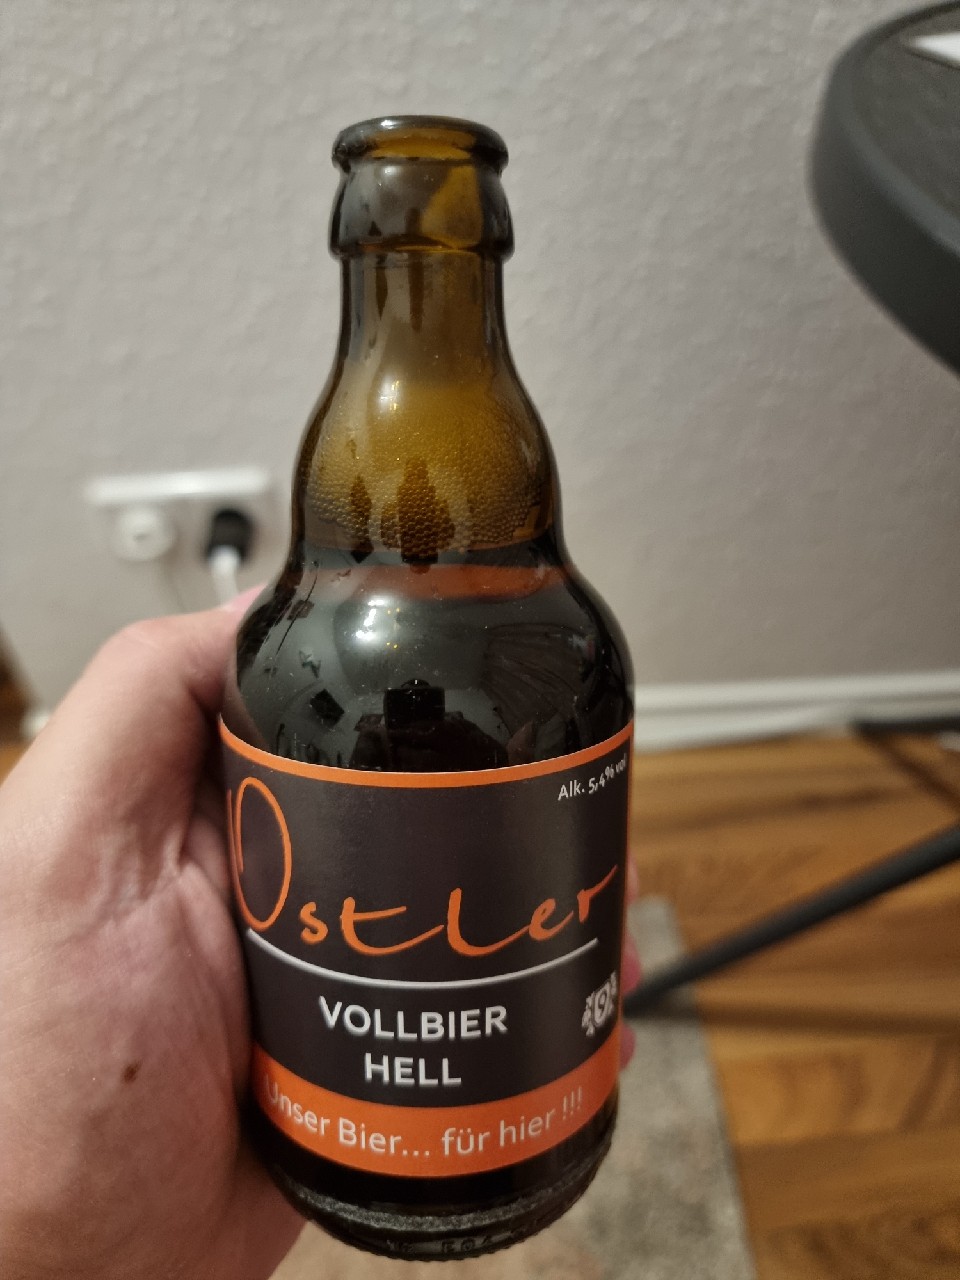 Alk. 5,4% vol
Ostler
VOLLBIER
HELL
Unser Bier... für hier !!!